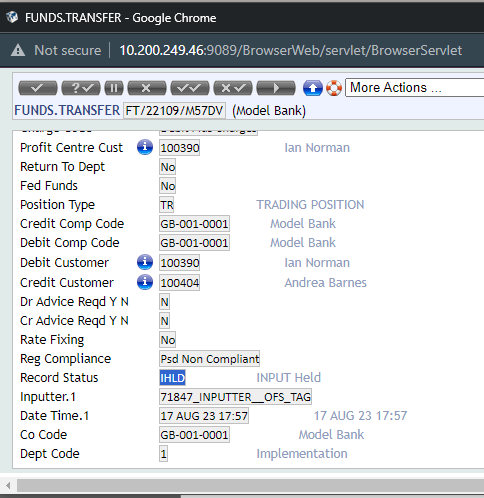 FUNDS.TRANSFER - Google Chrome
Not secure 10.200.249.46:9089/BrowserWeb/servlet/BrowserServlet
More Actions ...
FUNDS.TRANSFER FT/22109/M57DV (Model Bank)
Profit Centre Cust 100390 Ian Norman
Return To Dept No
Fed Funds No
Position Type TR TRADING POSITION
Credit Comp Code GB-001-0001 Model Bank
Debit Comp Code GB-001-0001 Model Bank
Debit Customer 100390 Ian Norman
Credit Customer 100404 Andrea Barnes
Dr Advice Reqd Y N N
Cr Advice Reqd Y N N
Rate Fixing No
Reg Compliance Psd Non Compliant
Record Status IHLD INPUT Held
Inputter.1 71847_INPUTTER__OFS_TAG
Date Time.1 17 AUG 23 17:57 17 AUG 23 17:57
Co Code GB-001-0001 Model Bank
Dept Code 1 Implementation